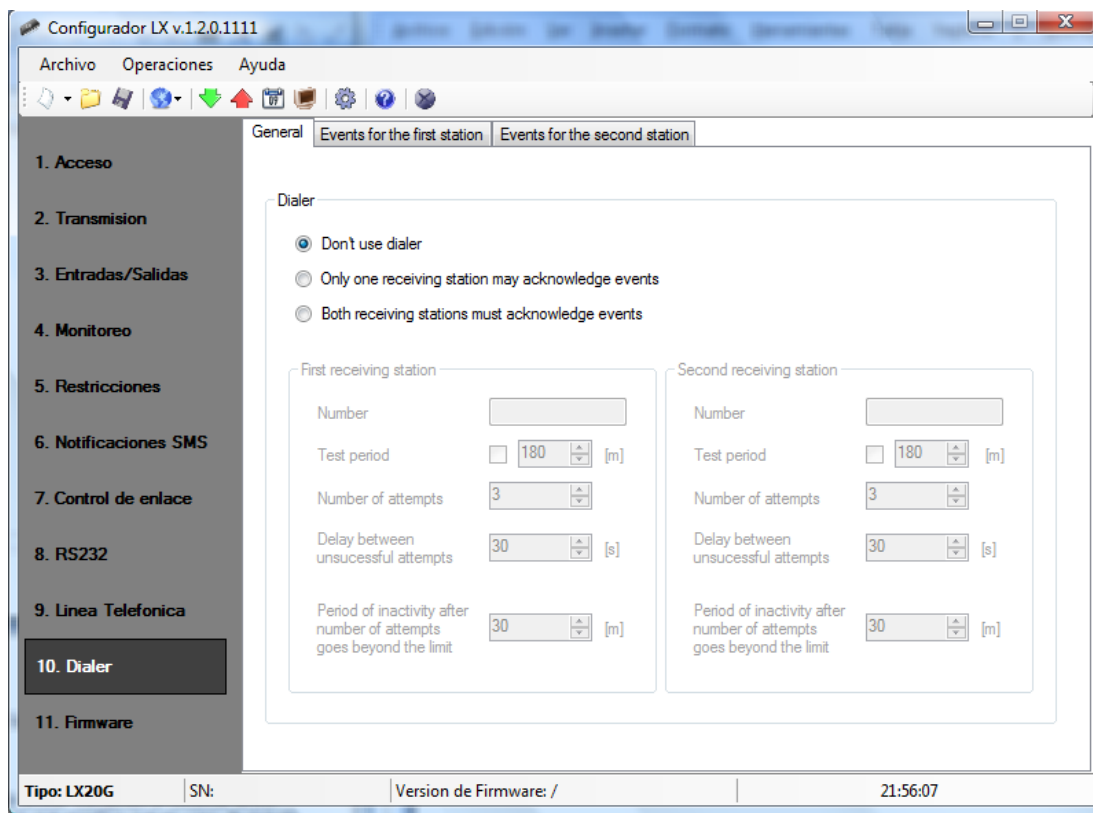 Configurador LX v.1.2.0.1111
Archivo Operaciones Ayuda
General Events for the first station Events for the second station
1. Acceso
2. Transmision
3. Entradas/Salidas
4. Monitoreo
5. Restricciones
6. Notificaciones SMS
7. Control de enlace
8. RS232
9. Linea Telefonica
10. Dialer
11. Firmware
Dialer
Don't use dialer
Only one receiving station may acknowledge events
Both receiving stations must acknowledge events
First receiving station
Number
Test period 180 [m]
Number of attempts 3
Delay between
unsucessful attempts 30 [s]
Period of inactivity after
number of attempts 30 [m]
goes beyond the limit
Second receiving station
Number
Test period 180 [m]
Number of attempts 3
Delay between
unsucessful attempts 30 [s]
Period of inactivity after
number of attempts 30 [m]
goes beyond the limit
Tipo: LX20G SN: Version de Firmware: / 21:56:07